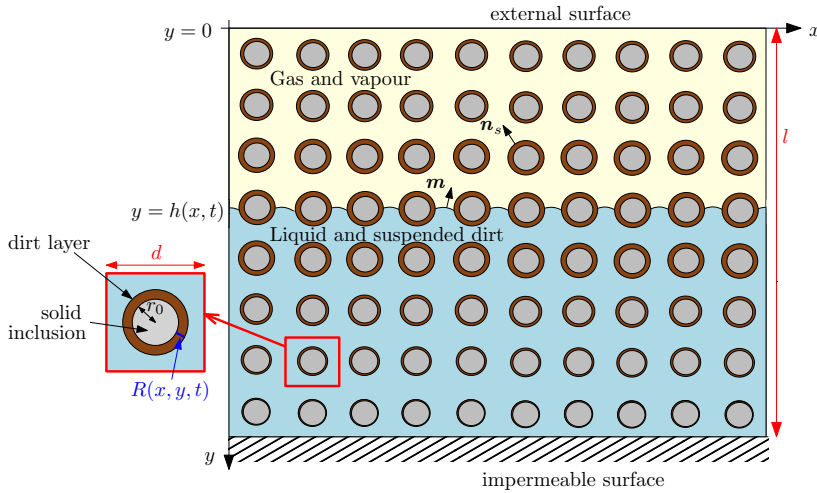 external surface
y = 0
x
Gas and vapour
n_s
l
m
y = h(x, t)
Liquid and suspended dirt
dirt layer
d
r_0
solid
inclusion
R(x, y, t)
y
impermeable surface